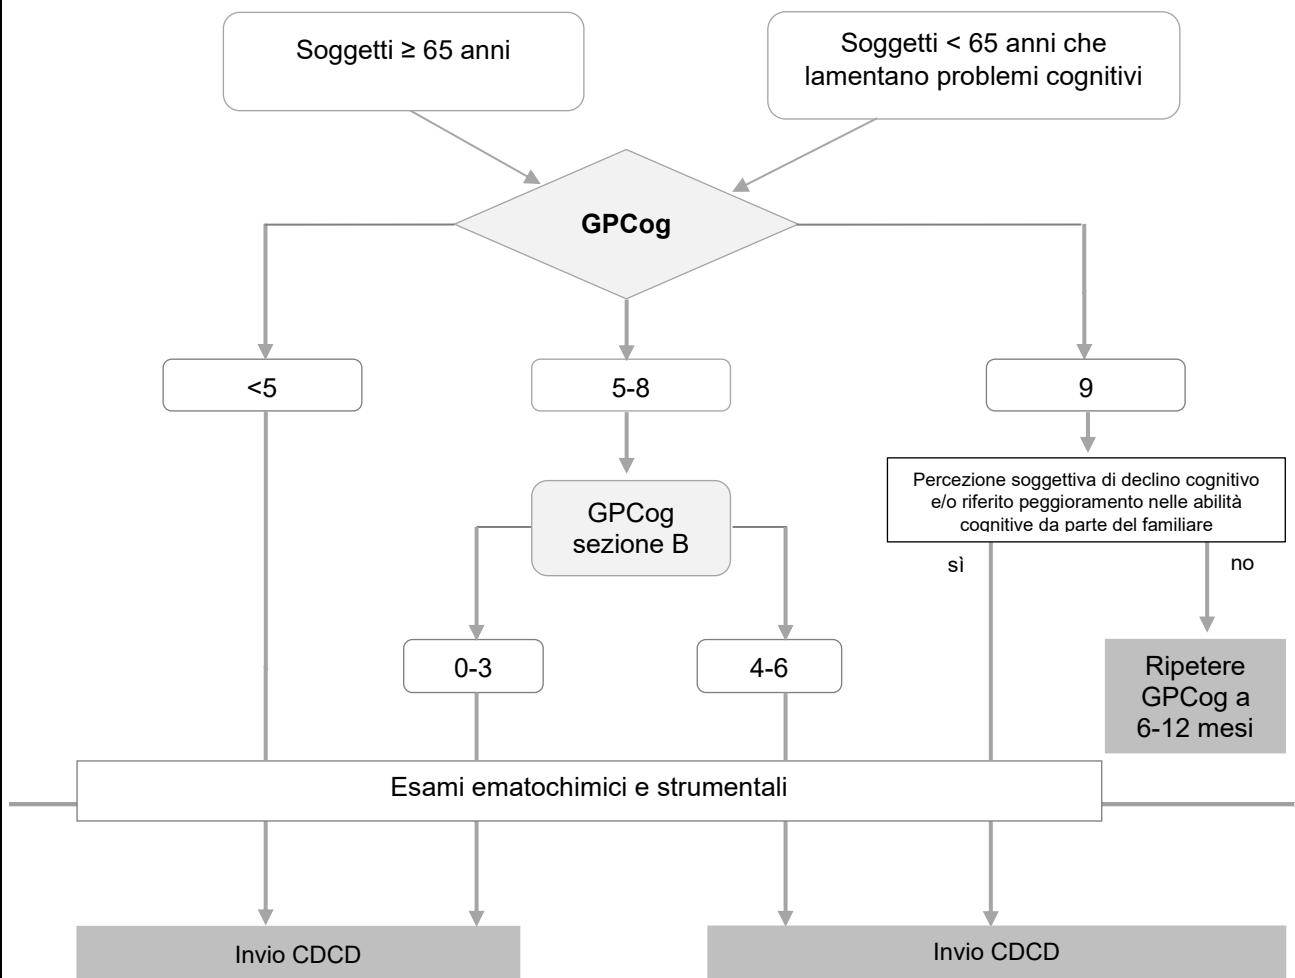 Soggetti ≥ 65 anni
Soggetti < 65 anni che
lamentano problemi cognitivi
GPCog
<5
5-8
9
Percezione soggettiva di declino cognitivo
e/o riferito peggioramento nelle abilità
cognitive da parte del familiare
GPCog
sezione B
sì
no
0-3
4-6
Ripetere
GPCog a
6-12 mesi
Esami ematochimici e strumentali
Invio CDCD
Invio CDCD